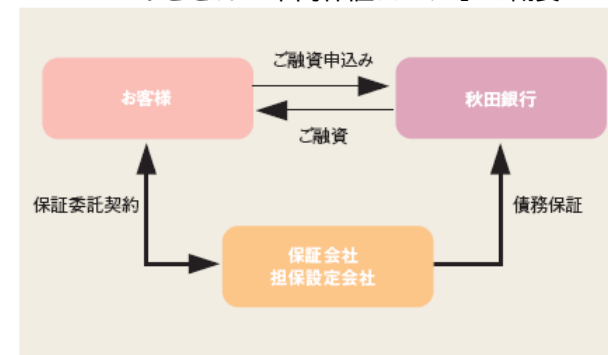 ご融資申込み
お客様
秋田銀行
ご融資
保証委託契約
債務保証
保証会社
担保設定会社